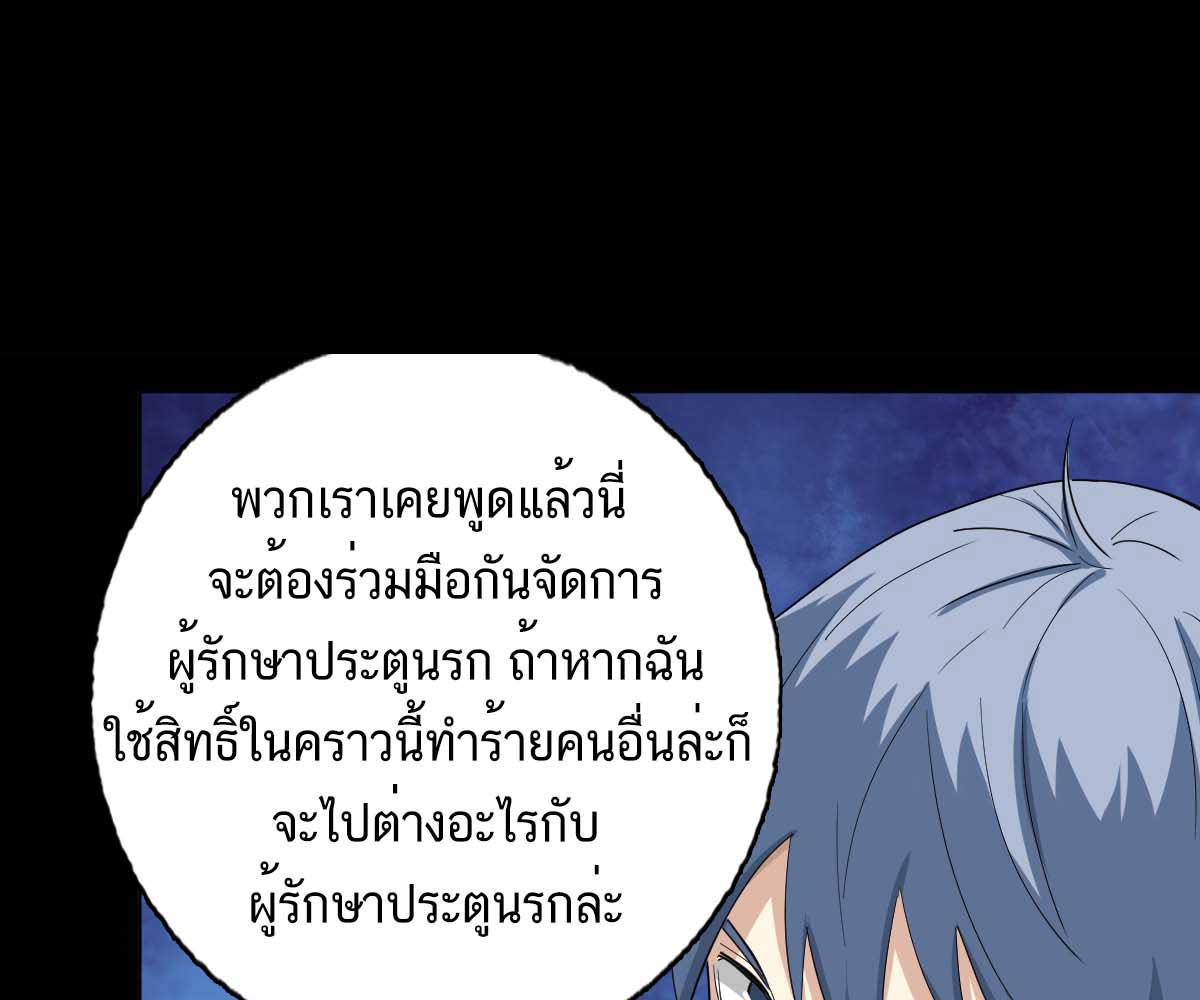 พวกเราเคยพูดแล้วนี่
จะต้องร่วมมือกันจัดการ
ผู้รักษาประตูนรก ถ้าหากฉัน
ใช้สิทธิ์ในคราวนี้ทำร้ายคนอื่นล่ะก็
จะไปต่างอะไรกับ
ผู้รักษาประตูนรกล่ะ